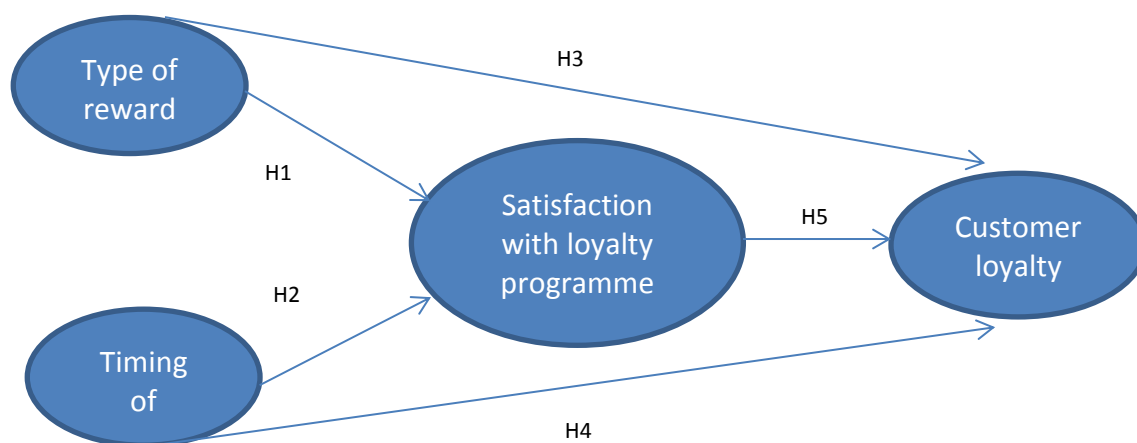 Type of
reward
H3
H1
Satisfaction
with loyalty
programme
H5
Customer
loyalty
H2
Timing
of
H4